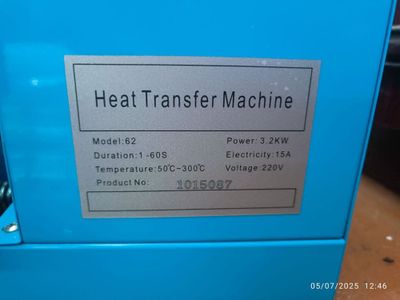 Heat Transfer Machine
Model:62 Power: 3.2KW
Duration:1-60S Electricity:15A
Temperature:50℃-300℃ Voltage:220V
Product No: 1015087
05/07/2025 12:46